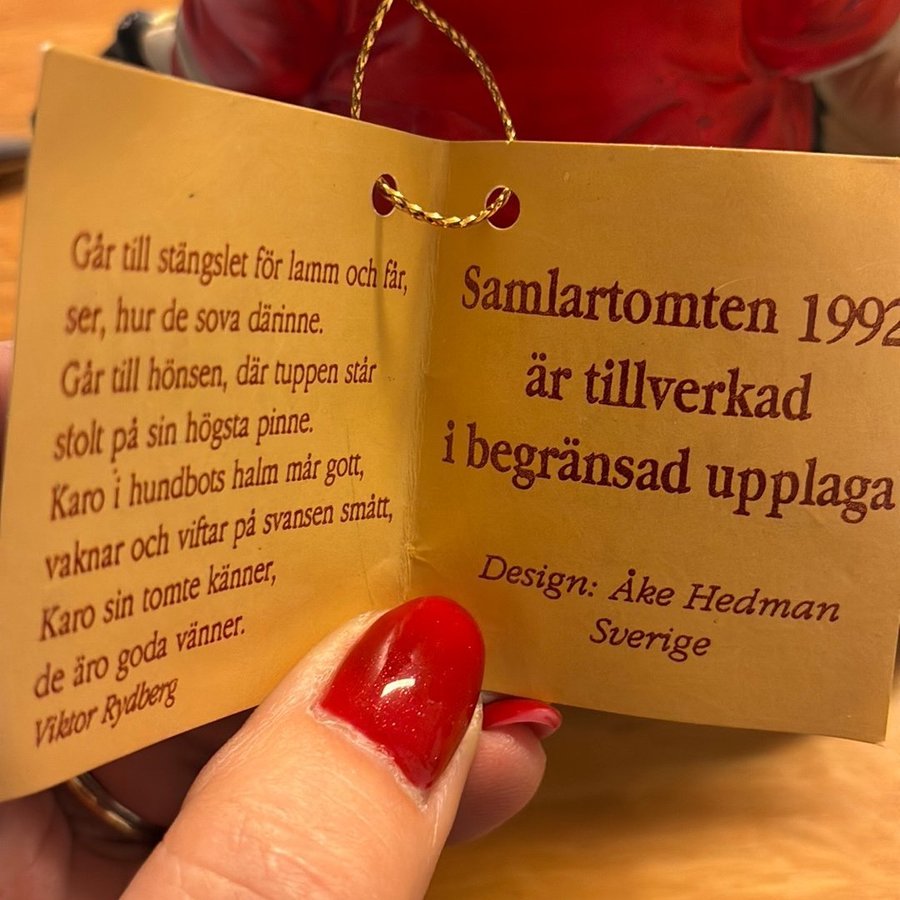 Går till stängslet för lamm och får,
ser, hur de sova därinne.
Går till hönsen, där tuppen står
stolt på sin högsta pinne.
Karo i hundbots halm mår gott,
vaknar och viftar på svansen smått,
Karo sin tomte känner,
de äro goda vänner.
Viktor Rydberg
Samlartomten 1992
är tillverkad
i begränsad upplaga
Design: Åke Hedman
Sverige